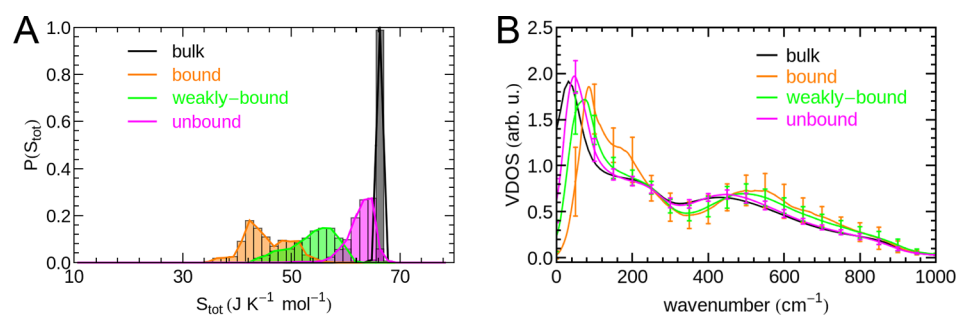 A
P(S_tot)
1.0
0.8
0.6
0.4
0.2
0.0
bulk
bound
weakly−bound
unbound
10 30 50 70
S_tot (J K⁻¹ mol⁻¹)
B
VDOS (arb. u.)
2.5
2.0
1.5
1.0
0.5
0.0
bulk
bound
weakly−bound
unbound
0 200 400 600 800 1000
wavenumber (cm⁻¹)